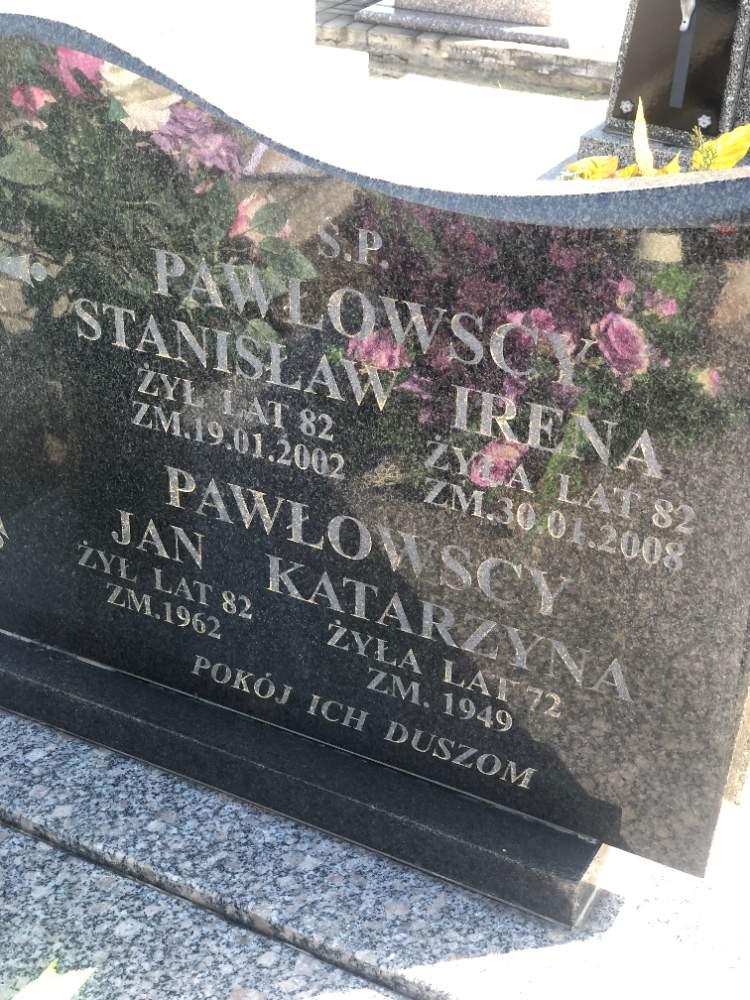 S.P.
PAWŁOWSCY
STANISŁAW IRENA
ŻYŁ LAT 82 ŻYŁA LAT 82
ZM.19.01.2002 ZM.30.01.2008
PAWŁOWSCY
JAN KATARZYNA
ŻYŁ LAT 82 ŻYŁA LAT 72
ZM.1962 ZM. 1949
POKÓJ ICH DUSZOM